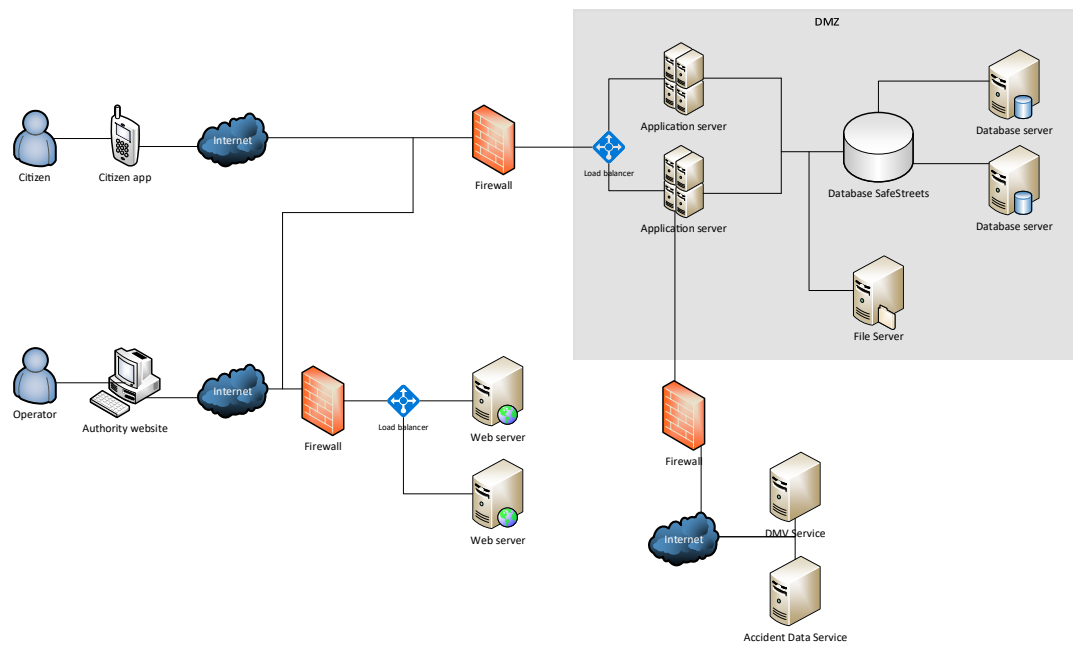 DMZ
Application server
Database server
Internet
Load balancer
Citizen
Citizen app
Firewall
Database SafeStreets
Application server
Database server
File Server
Internet
Operator
Authority website
Load balancer
Web server
Firewall
Firewall
DMV Service
Web server
Internet
Accident Data Service